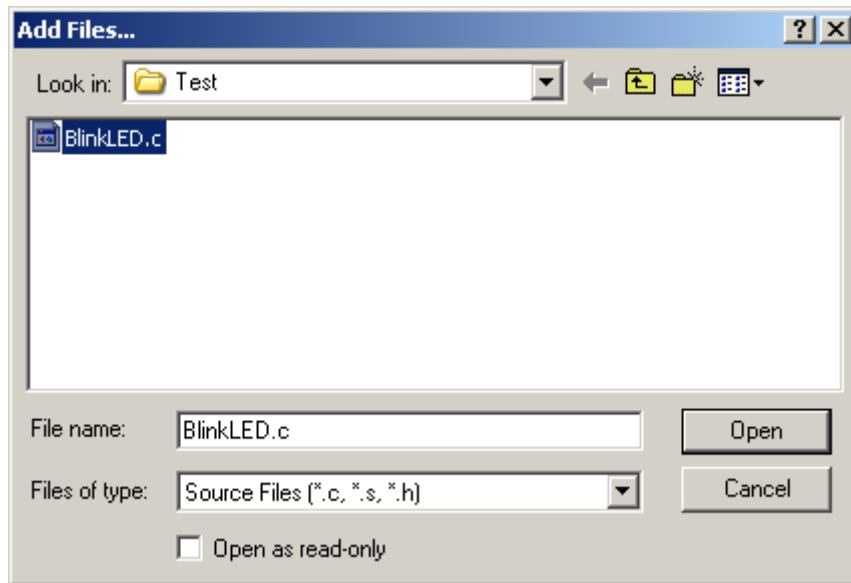 Add Files...
Look in: Test
BlinkLED.c
File name: BlinkLED.c Open
Files of type: Source Files (*.c, *.s, *.h) Cancel
Open as read-only